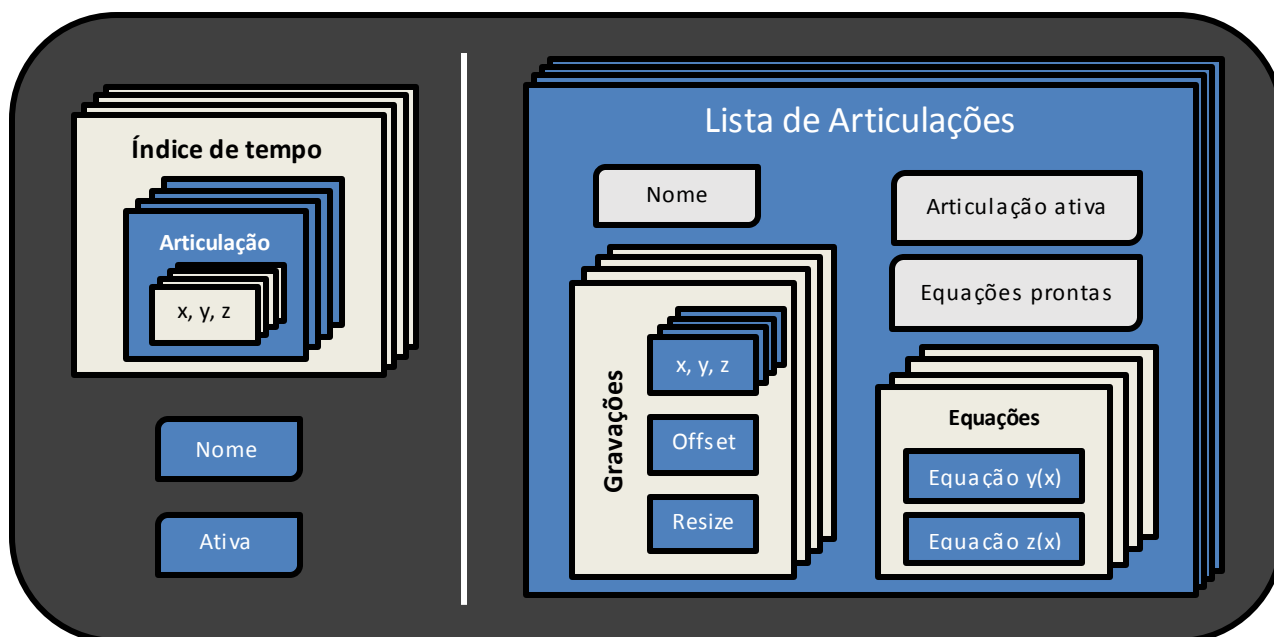 Índice de tempo
Articulação
x, y, z
Nome
Ativa
Lista de Articulações
Nome
Articulação ativa
Equações prontas
Gravações
x, y, z
Offset
Resize
Equações
Equação y(x)
Equação z(x)